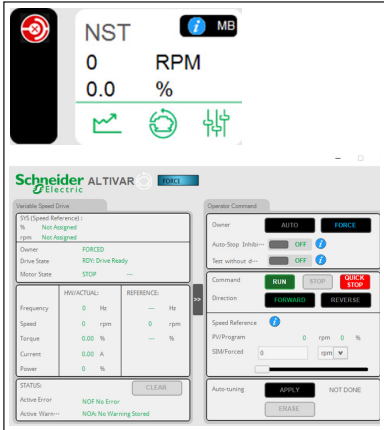 NST
i MB
0 RPM
0.0 %
Schneider Electric ALTIVAR FORCE
Variable Speed Drive
SYS (Speed Reference) :
% Not Assigned
rpm Not Assigned
Owner FORCED
Drive State RDY: Drive Ready
Motor State STOP ---
HW/ACTUAL: REFERENCE:
Frequency 0 Hz --- Hz
Speed 0 rpm 0 rpm
Torque 0.00 % --- %
Current 0.00 A
Power 0 %
STATUS: CLEAR
Active Error NOF No Error
Active Warn··· NOA: No Warning Stored
>>
Operator Command
Owner AUTO FORCE
Auto-Stop Inhibi··· OFF i
Test without d··· OFF i
Command RUN STOP QUICK STOP
Direction FORWARD REVERSE
Speed Reference i
PV/Program 0 rpm 0 %
SIM/Forced 0 rpm
Auto-tuning APPLY NOT DONE
ERASE